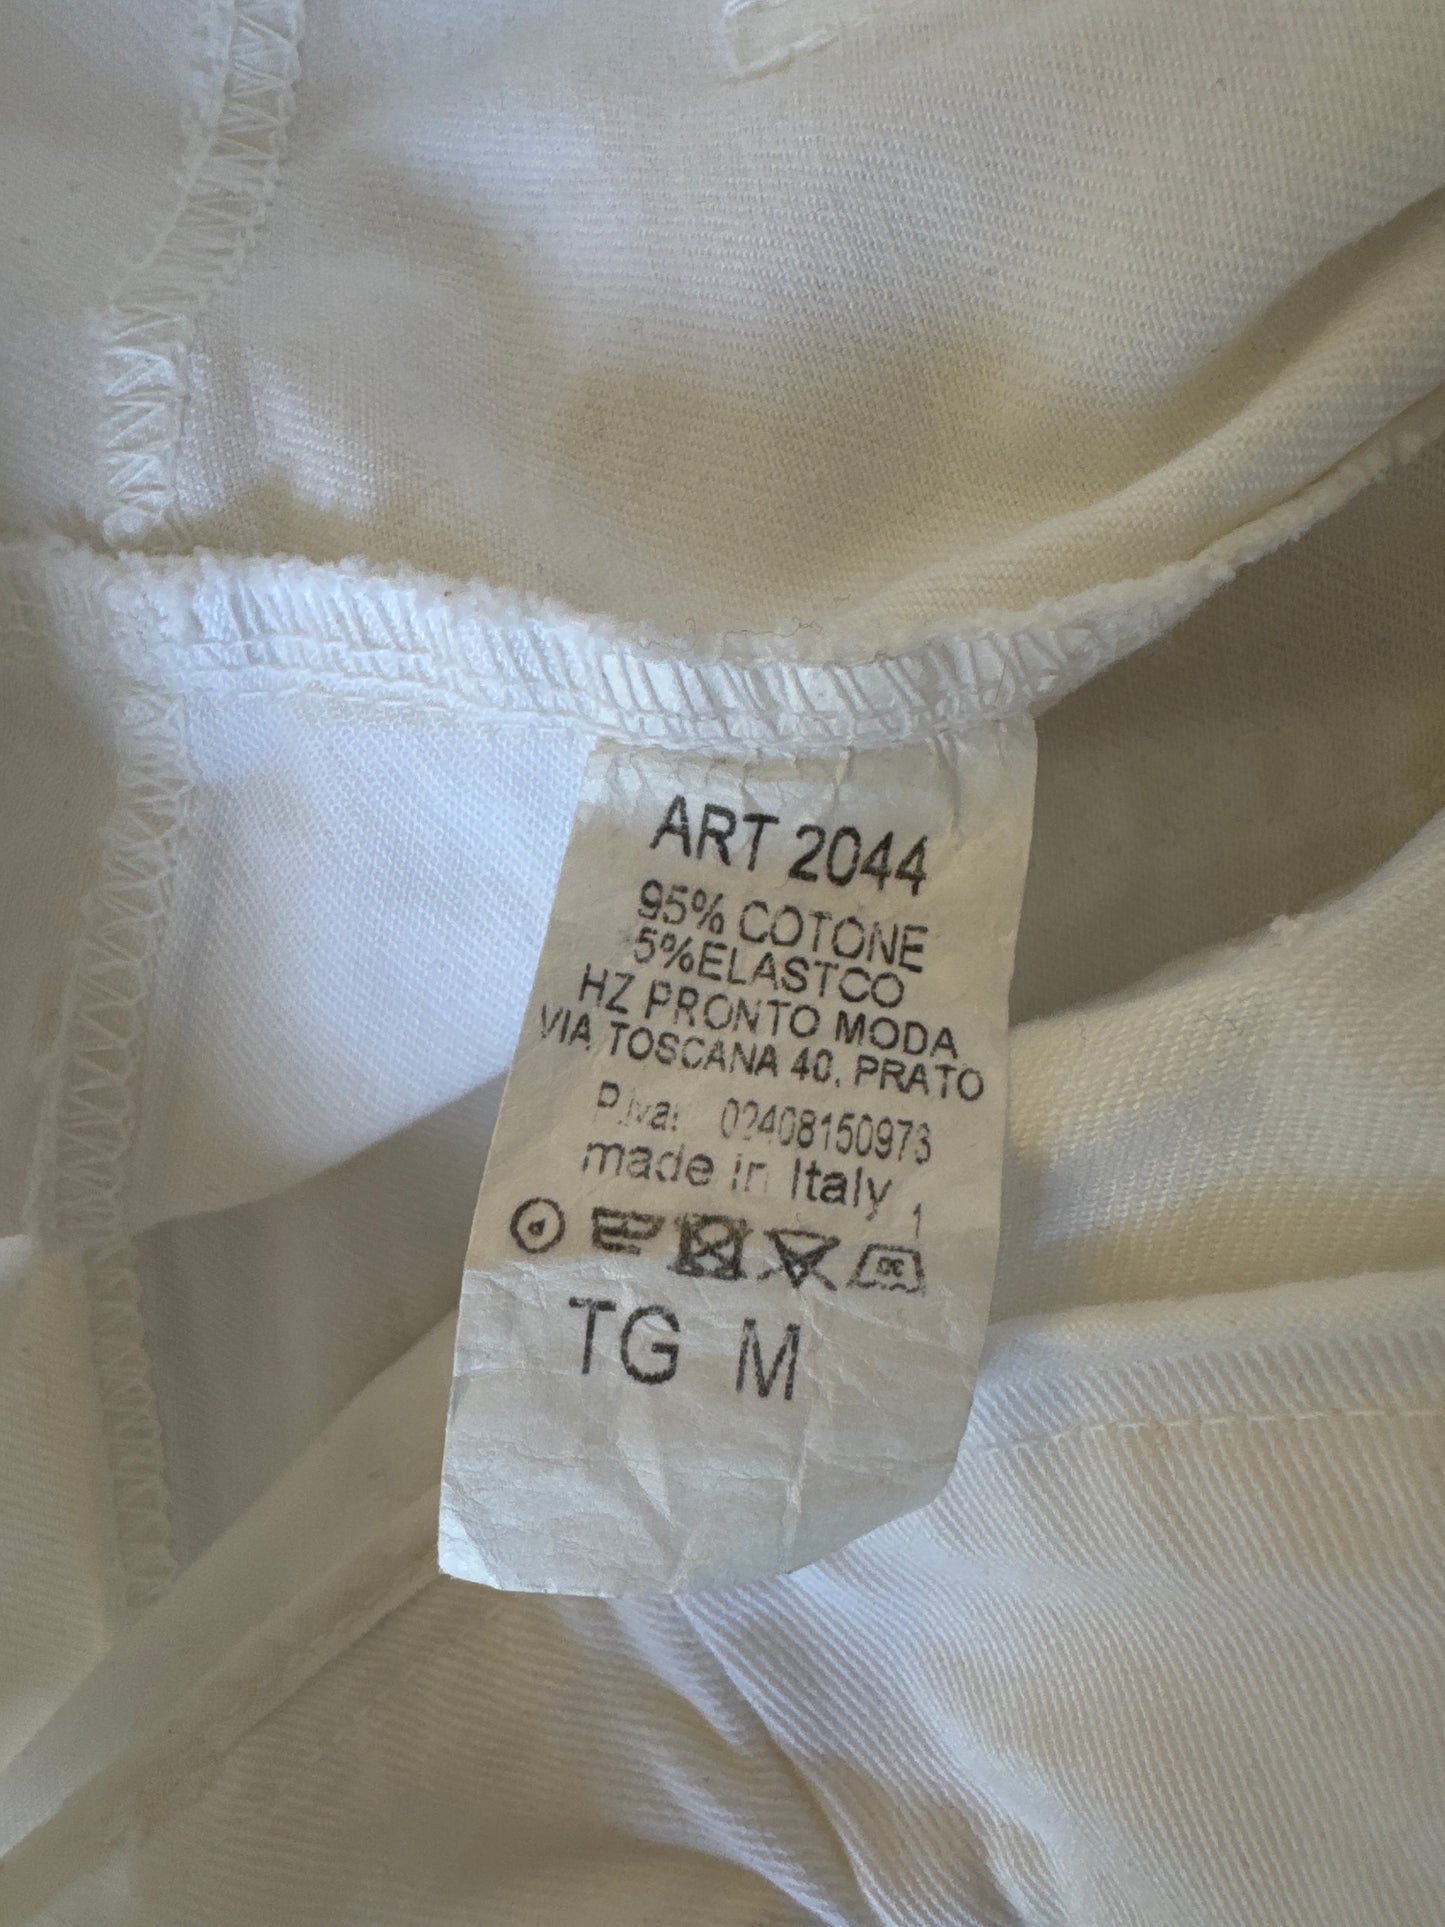 ART 2044
95% COTONE
5%ELASTCO
HZ PRONTO MODA
VIA TOSCANA 40, PRATO
P.iva: 02408150973
made in Italy
1
TG M